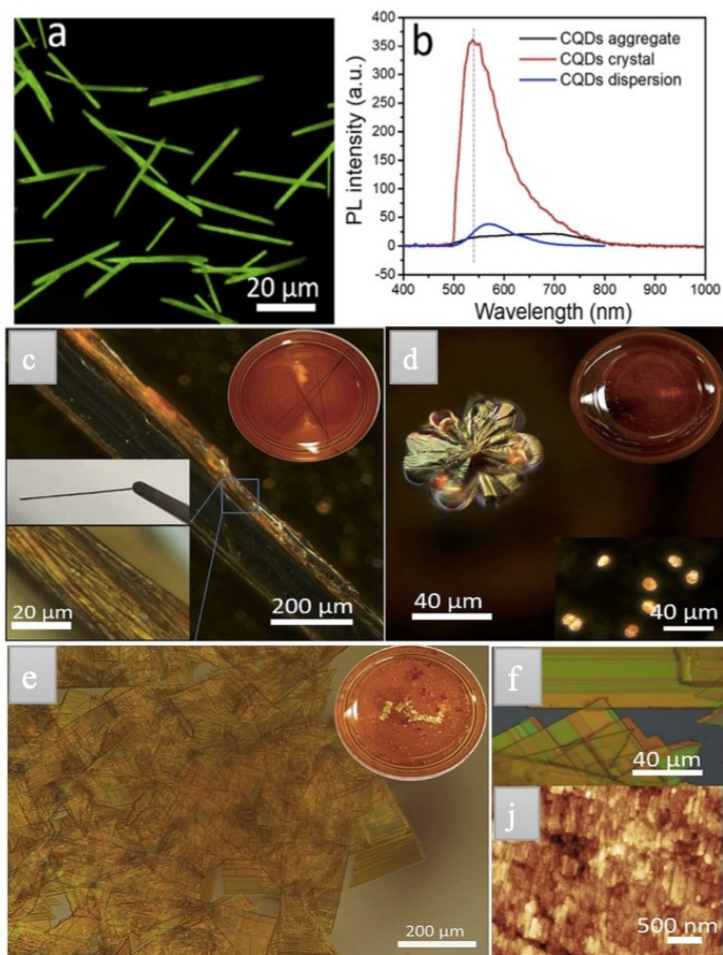 a
20 μm
b
PL intensity (a.u.)
400
350
300
250
200
150
100
50
0
-50
CQDs aggregate
CQDs crystal
CQDs dispersion
400 500 600 700 800 900 1000
Wavelength (nm)
c
20 μm
200 μm
d
40 μm
40 μm
e
200 μm
f
40 μm
j
500 nm